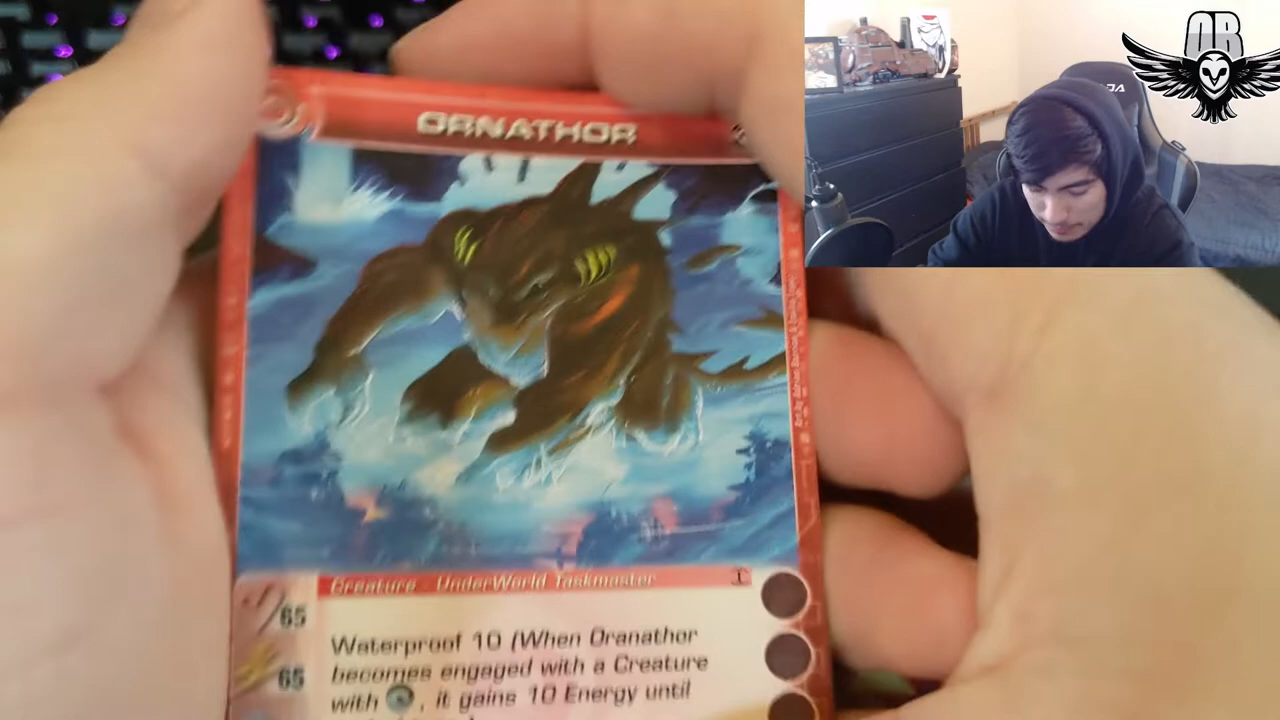 OB
ORNATHOR
Creature - UnderWorld Taskmaster
65
65
Waterproof 10 (When Oranathor
becomes engaged with a Creature
with , it gains 10 Energy until